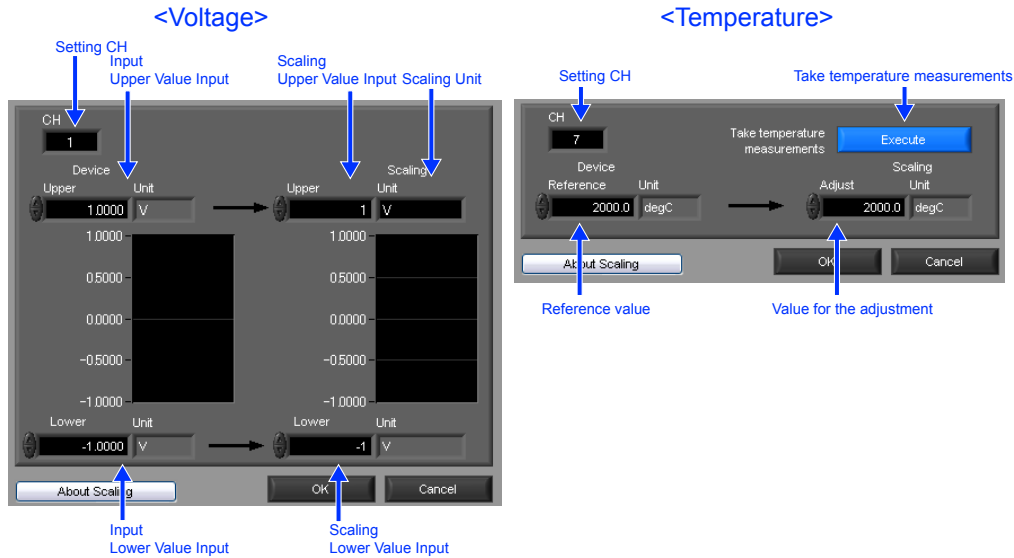 <Voltage>
Setting CH
Input
Upper Value Input
Scaling
Upper Value Input
Scaling Unit
CH
1
Device
Scaling
Upper
Unit
Upper
Unit
1.0000
V
1
V
1.0000
0.5000
0.0000
-0.5000
-1.0000
1.0000
0.5000
0.0000
-0.5000
-1.0000
Lower
Unit
Lower
Unit
-1.0000
V
-1
V
About Scaling
OK
Cancel
Input
Lower Value Input
Scaling
Lower Value Input
<Temperature>
Setting CH
Take temperature measurements
CH
7
Take temperature
measurements
Execute
Device
Scaling
Reference
Unit
Adjust
Unit
2000.0
degC
2000.0
degC
About Scaling
OK
Cancel
Reference value
Value for the adjustment